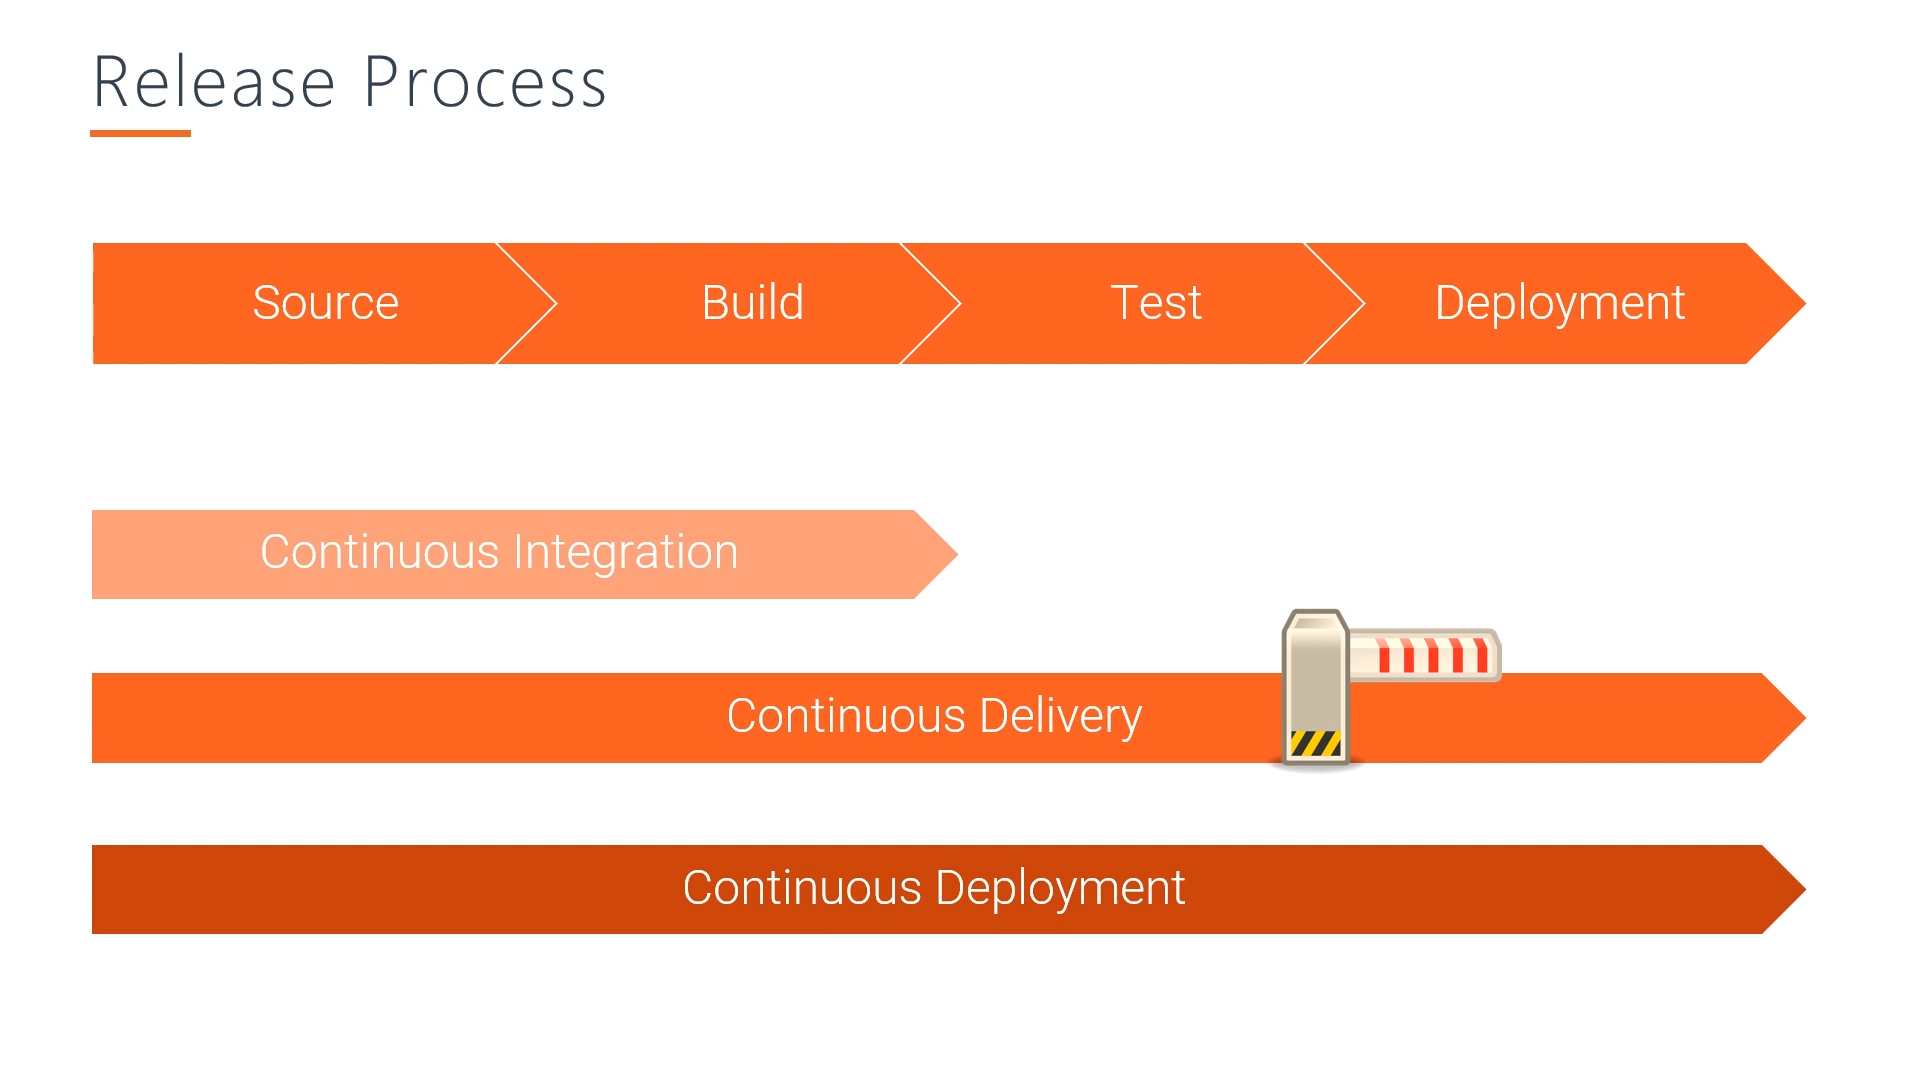 Release Process
Source
Build
Test
Deployment
Continuous Integration
Continuous Delivery
Continuous Deployment